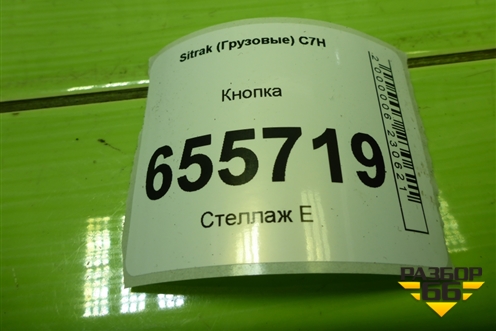 Sitrak (Грузовые) C7H
Кнопка
655719
Стеллаж Е
2000006230621
РАЗБОР
66